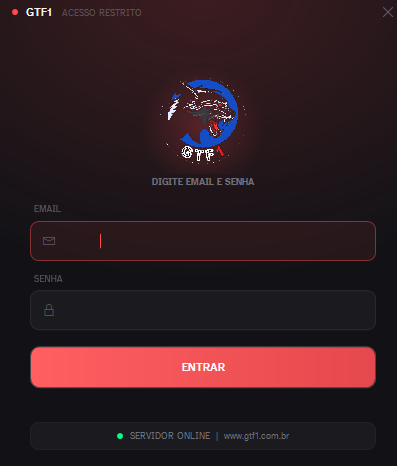 GTF1 ACESSO RESTRITO
GTF1
DIGITE EMAIL E SENHA
EMAIL
SENHA
ENTRAR
SERVIDOR ONLINE | www.gtf1.com.br